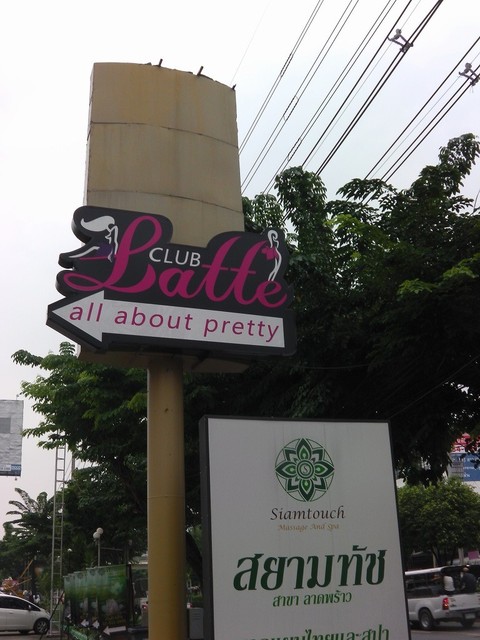 CLUB
Latte
all about pretty
Siamtouch
Massage And Spa
สยามทัช
สาขา ลาดพร้าว